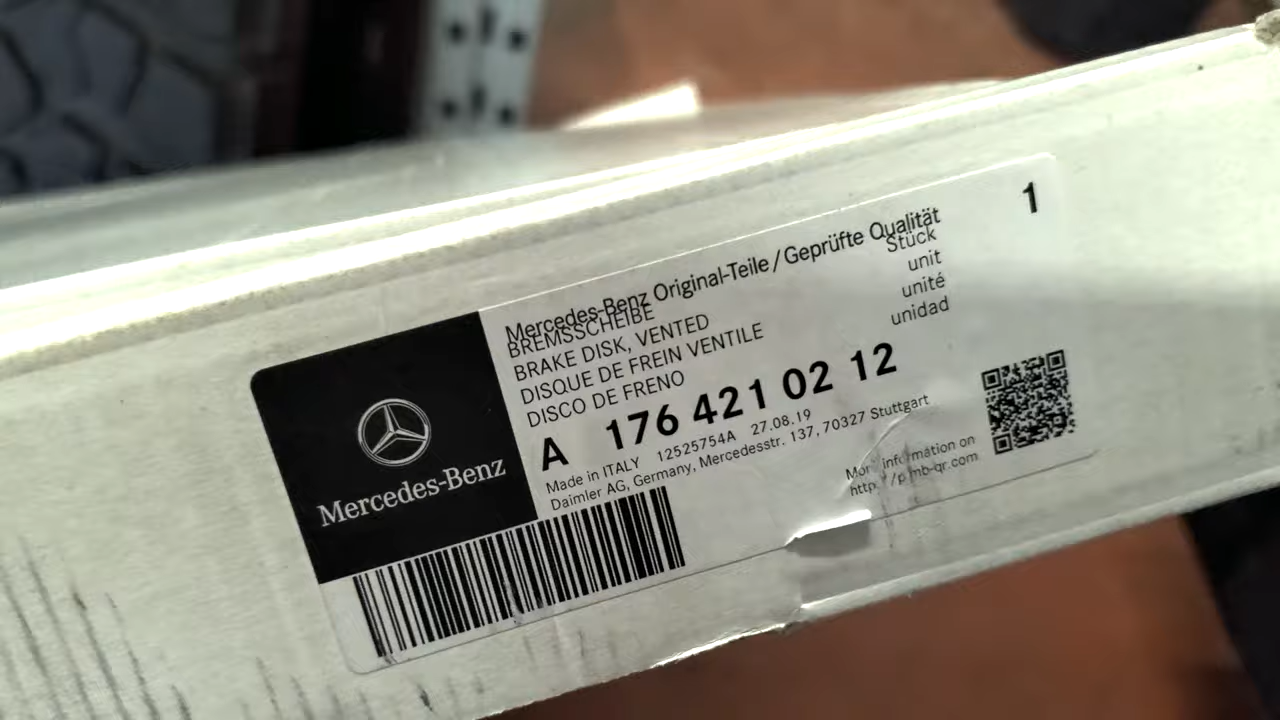 Mercedes-Benz Original-Teile / Geprüfte Qualität
BREMSSCHEIBE
BRAKE DISK, VENTED
DISQUE DE FREIN VENTILE
DISCO DE FRENO
Stück
unit
unité
unidad
1
A 176 421 02 12
Made in ITALY 12525754A 27.08.19
Daimler AG, Germany, Mercedesstr. 137, 70327 Stuttgart
Mercedes-Benz
information on
mb-qr.com